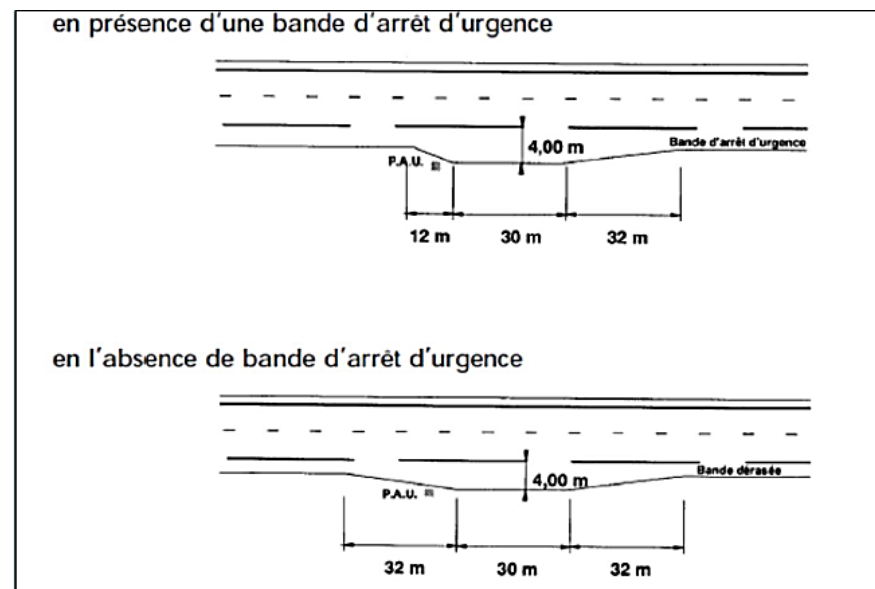 en présence d'une bande d'arrêt d'urgence
Bande d'arrêt d'urgence
4,00 m
P.A.U.
12 m 30 m 32 m
en l'absence de bande d'arrêt d'urgence
Bande dérasée
4,00 m
P.A.U.
32 m 30 m 32 m